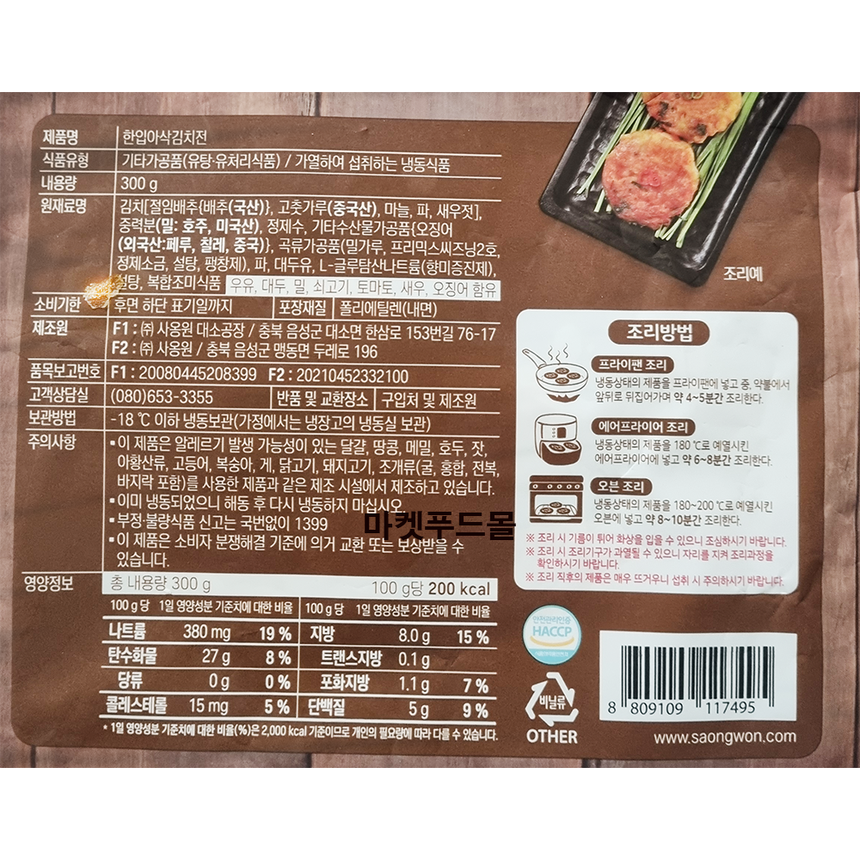 제품명 한입아삭김치전
식품유형 기타가공품(유탕·유처리식품) / 가열하여 섭취하는 냉동식품
내용량 300 g
원재료명 김치[절임배추{배추(국산)}, 고춧가루(중국산), 마늘, 파, 새우젓],
중력분(밀: 호주, 미국산), 정제수, 기타수산물가공품{오징어
(외국산:페루, 칠레, 중국)}, 곡류가공품(밀가루, 프리믹스씨즈닝2호,
정제소금, 설탕, 팽창제), 파, 대두유, L-글루탐산나트륨(향미증진제),
설탕, 복합조미식품 우유, 대두, 밀, 쇠고기, 토마토, 새우, 오징어 함유
소비기한 후면 하단 표기일까지 포장재질 폴리에틸렌(내면)
제조원 F1 : ㈜ 사옹원 대소공장 / 충북 음성군 대소면 한삼로 153번길 76-17
F2 : ㈜ 사옹원 / 충북 음성군 맹동면 두레로 196
품목보고번호 F1 : 20080445208399 F2 : 20210452332100
고객상담실 (080)653-3355 반품 및 교환장소 구입처 및 제조원
보관방법 -18 ℃ 이하 냉동보관(가정에서는 냉장고의 냉동실 보관)
주의사항 ▪이 제품은 알레르기 발생 가능성이 있는 달걀, 땅콩, 메밀, 호두, 잣,
아황산류, 고등어, 복숭아, 게, 닭고기, 돼지고기, 조개류(굴, 홍합, 전복,
바지락 포함)를 사용한 제품과 같은 제조 시설에서 제조하고 있습니다.
▪이미 냉동되었으니 해동 후 다시 냉동하지 마십시오.
▪부정·불량식품 신고는 국번없이 1399
▪이 제품은 소비자 분쟁해결 기준에 의거 교환 또는 보상받을 수
있습니다.
마켓푸드몰
영양정보 총 내용량 300 g 100 g당 200 kcal
100 g 당 1일 영양성분 기준치에 대한 비율 100 g 당 1일 영양성분 기준치에 대한 비율
나트륨 380 mg 19 % 지방 8.0 g 15 %
탄수화물 27 g 8 % 트랜스지방 0.1 g
당류 0 g 0 % 포화지방 1.1 g 7 %
콜레스테롤 15 mg 5 % 단백질 5 g 9 %
* 1일 영양성분 기준치에 대한 비율(%)은 2,000 kcal 기준이므로 개인의 필요량에 따라 다를 수 있습니다.
조리예
조리방법
프라이팬 조리
냉동상태의 제품을 프라이팬에 넣고 중. 약불에서
앞뒤로 뒤집어가며 약 4~5분간 조리한다.
에어프라이어 조리
냉동상태의 제품을 180 ℃로 예열시킨
에어프라이어에 넣고 약 6~8분간 조리한다.
오븐 조리
냉동상태의 제품을 180~200 ℃로 예열시킨
오븐에 넣고 약 8~10분간 조리한다.
※ 조리 시 기름이 튀어 화상을 입을 수 있으니 조심하시기 바랍니다.
※ 조리 시 조리기구가 과열될 수 있으니 자리를 지켜 조리과정을
확인하시기 바랍니다.
※ 조리 직후의 제품은 매우 뜨거우니 섭취 시 주의하시기 바랍니다.
안전관리인증
HACCP
비닐류
OTHER
8 809109 117495
www.saongwon.com